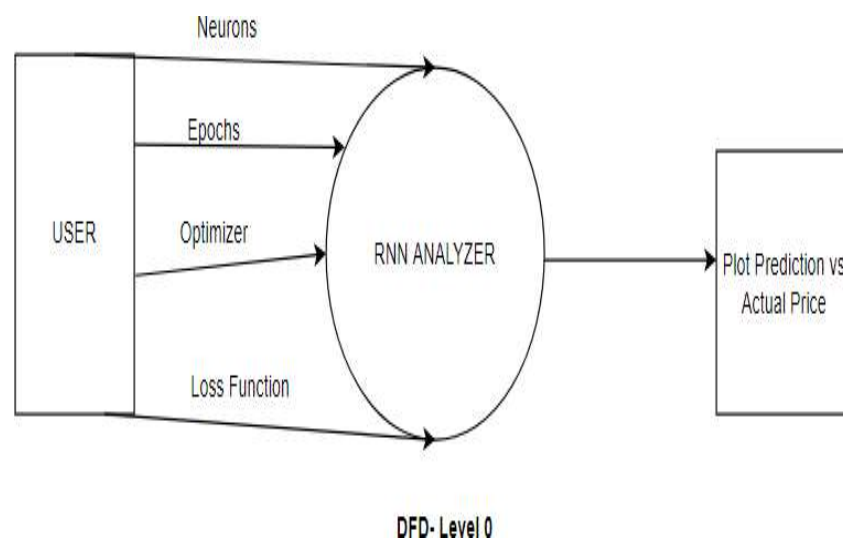 Neurons
Epochs
USER
Optimizer
RNN ANALYZER
Plot Prediction vs
Actual Price
Loss Function
DFD- Level 0